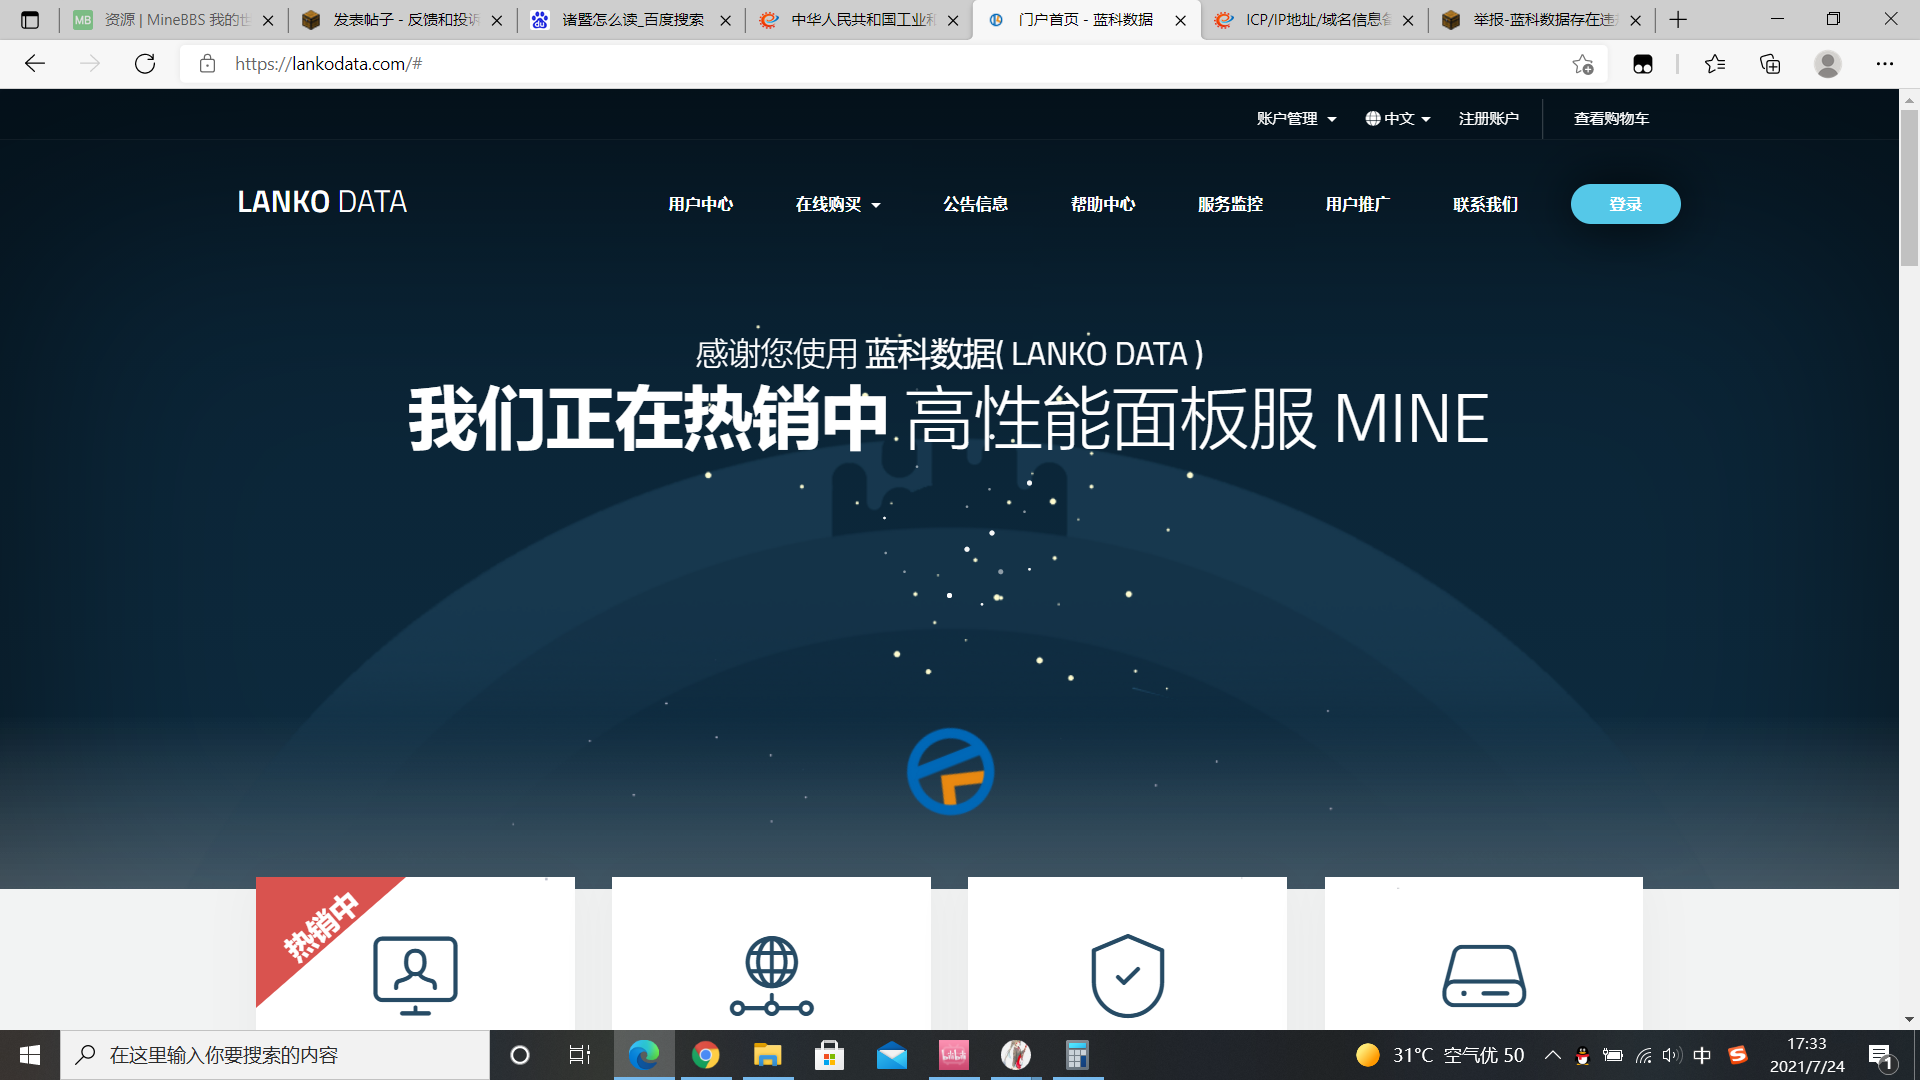 资源 | MineBBS 我的世
发表帖子 - 反馈和投诉
诸暨怎么读_百度搜索
中华人民共和国工业和
门户首页 - 蓝科数据
ICP/IP地址/域名信息备
举报-蓝科数据存在违规
https://lankodata.com/#
账户管理
中文
注册账户
查看购物车
LANKO DATA
用户中心
在线购买
公告信息
帮助中心
服务监控
用户推广
联系我们
登录
感谢您使用 蓝科数据( LANKO DATA )
我们正在热销中 高性能面板服 MINE
热销中
在这里输入你要搜索的内容
31°C 空气优 50
中
17:33
2021/7/24
1